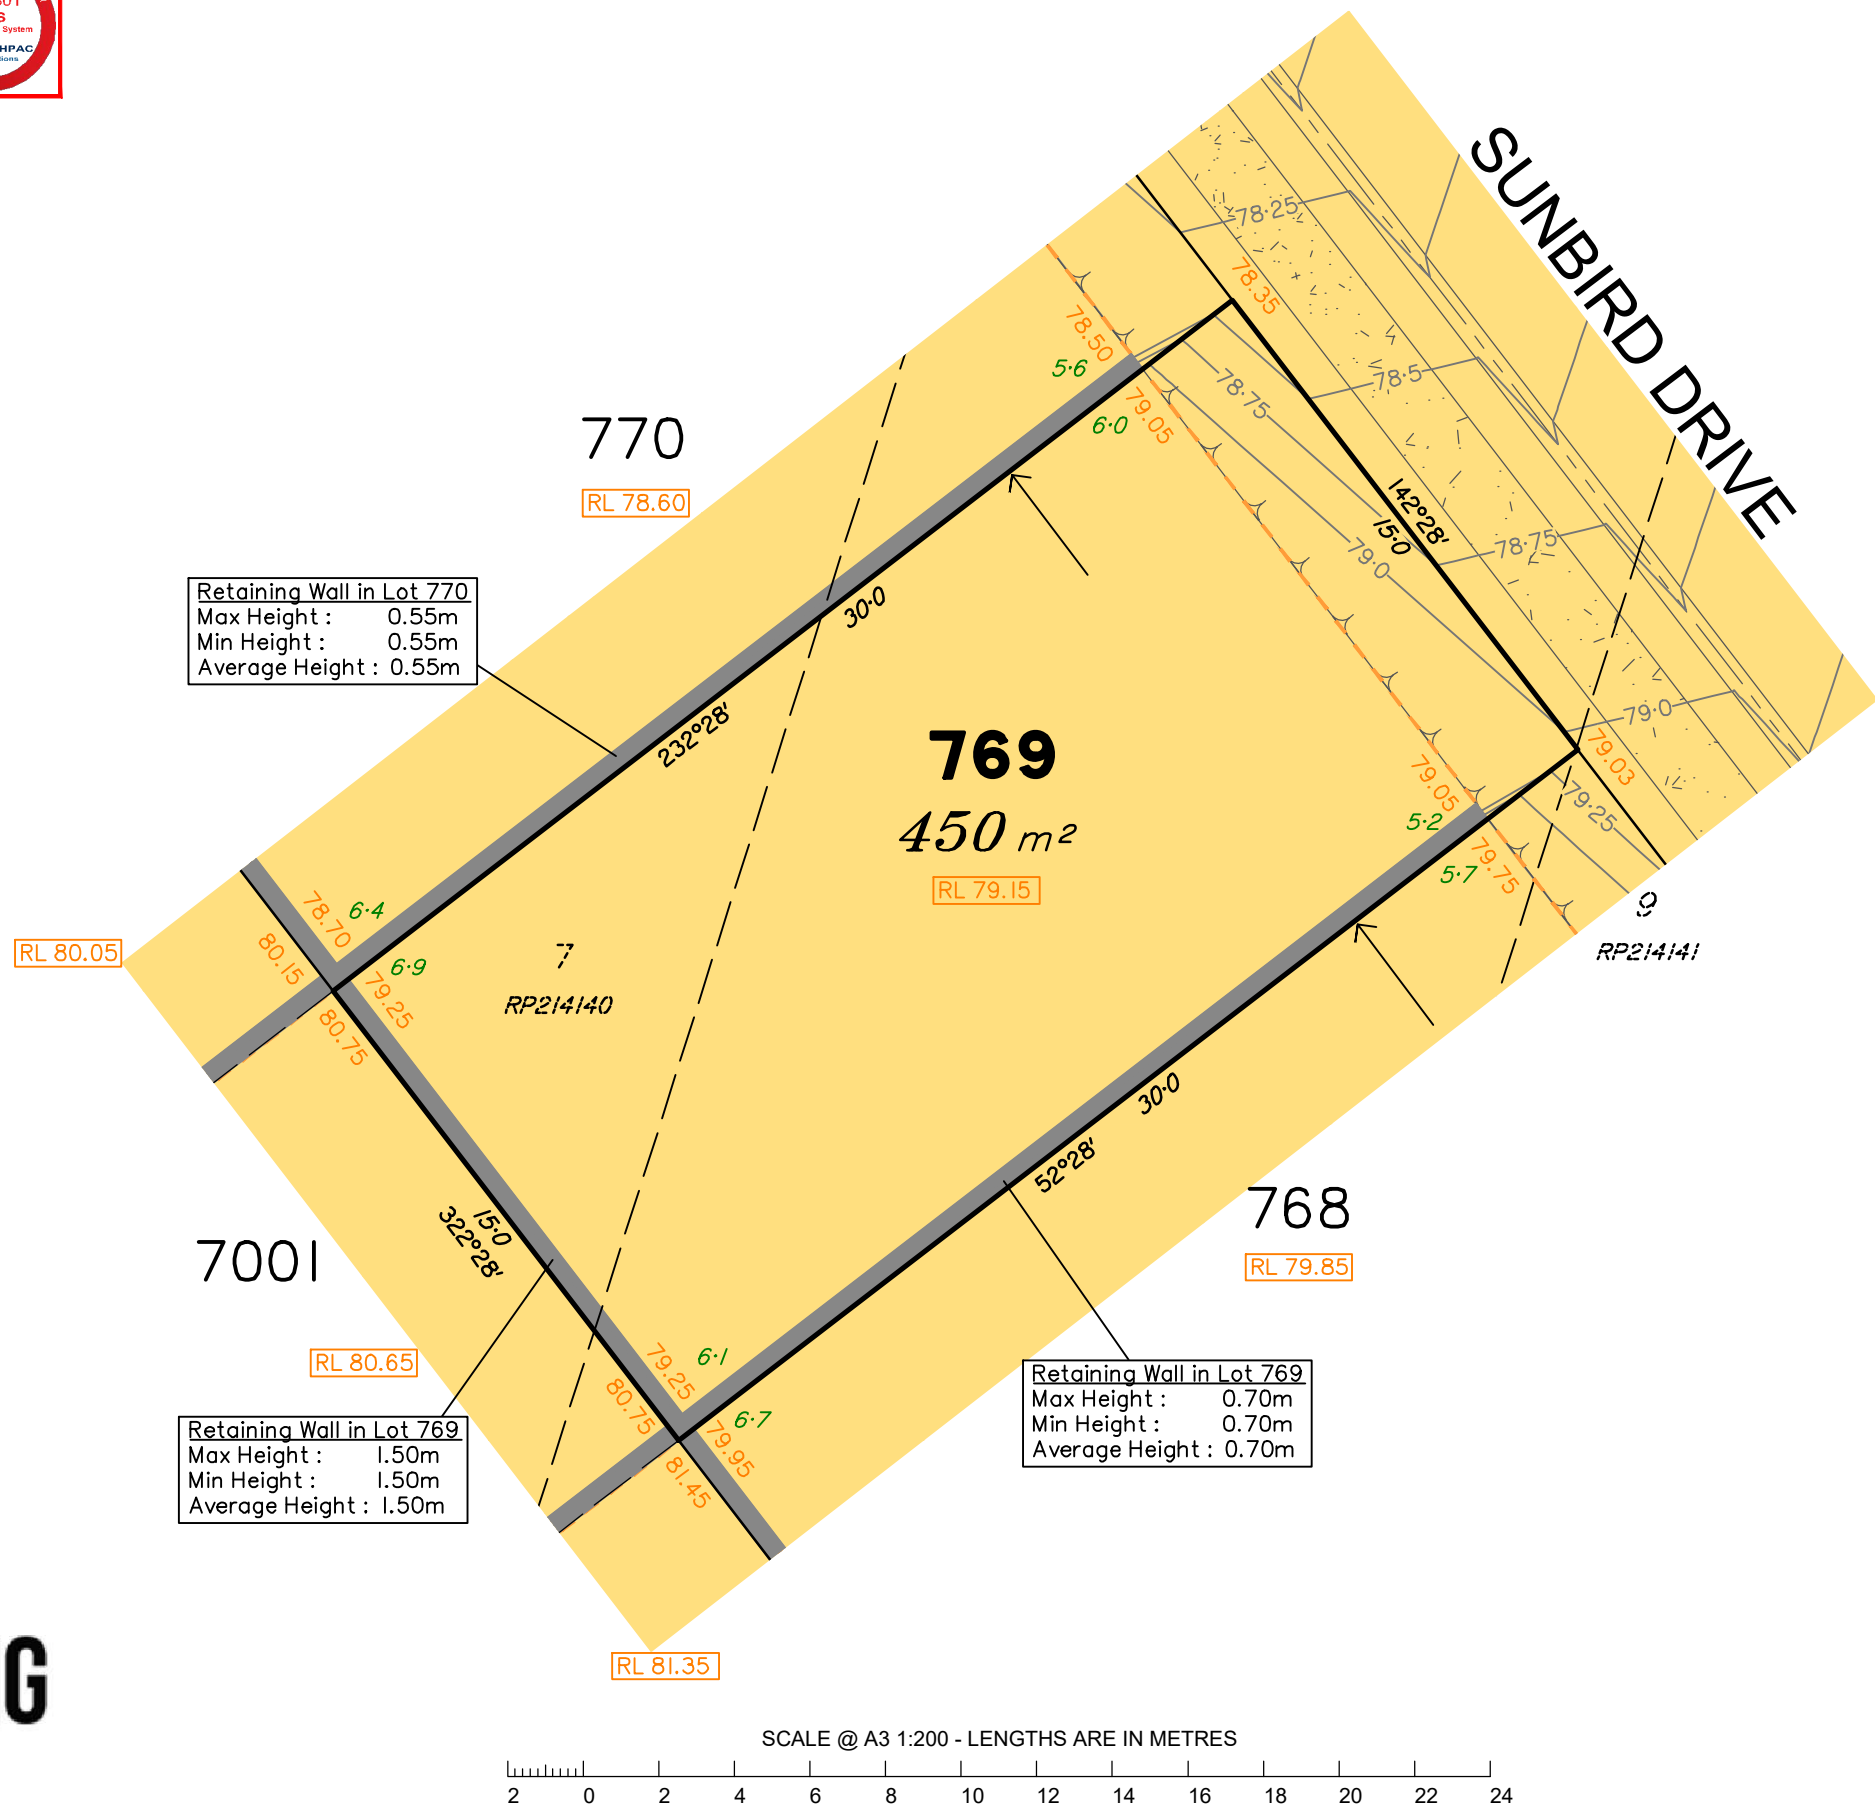 System
HPAC
SUNBIRD DRIVE
78·25
78.35
78.50
5·6
6·0
79.05
78·75
78·5
142°28'
15·0
78·75
79·0
770
RL 78.60
Retaining Wall in Lot 770
Max Height : 0.55m
Min Height : 0.55m
Average Height : 0.55m
30·0
232°28'
769
450 m²
RL 79.15
79·0
79.03
79·25
79.05
5·2
79.75
5·7
9
RP214141
78.70
6·4
80.15
RL 80.05
6·9
79.25
80.75
7
RP214140
30·0
52°28'
768
RL 79.85
15·0
322°28'
7001
RL 80.65
79.25
6·1
80.75
6·7
79.95
81.45
Retaining Wall in Lot 769
Max Height : 1.50m
Min Height : 1.50m
Average Height : 1.50m
Retaining Wall in Lot 769
Max Height : 0.70m
Min Height : 0.70m
Average Height : 0.70m
RL 81.35
G
SCALE @ A3 1:200 - LENGTHS ARE IN METRES
2 0 2 4 6 8 10 12 14 16 18 20 22 24